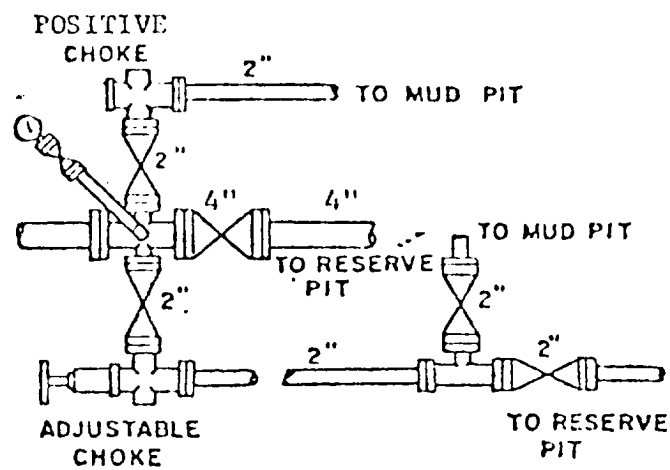 POSITIVE
CHOKE
2"
TO MUD PIT
2"
4"
4"
TO MUD PIT
TO RESERVE
PIT
2"
2"
2"
2"
TO RESERVE
PIT
ADJUSTABLE
CHOKE